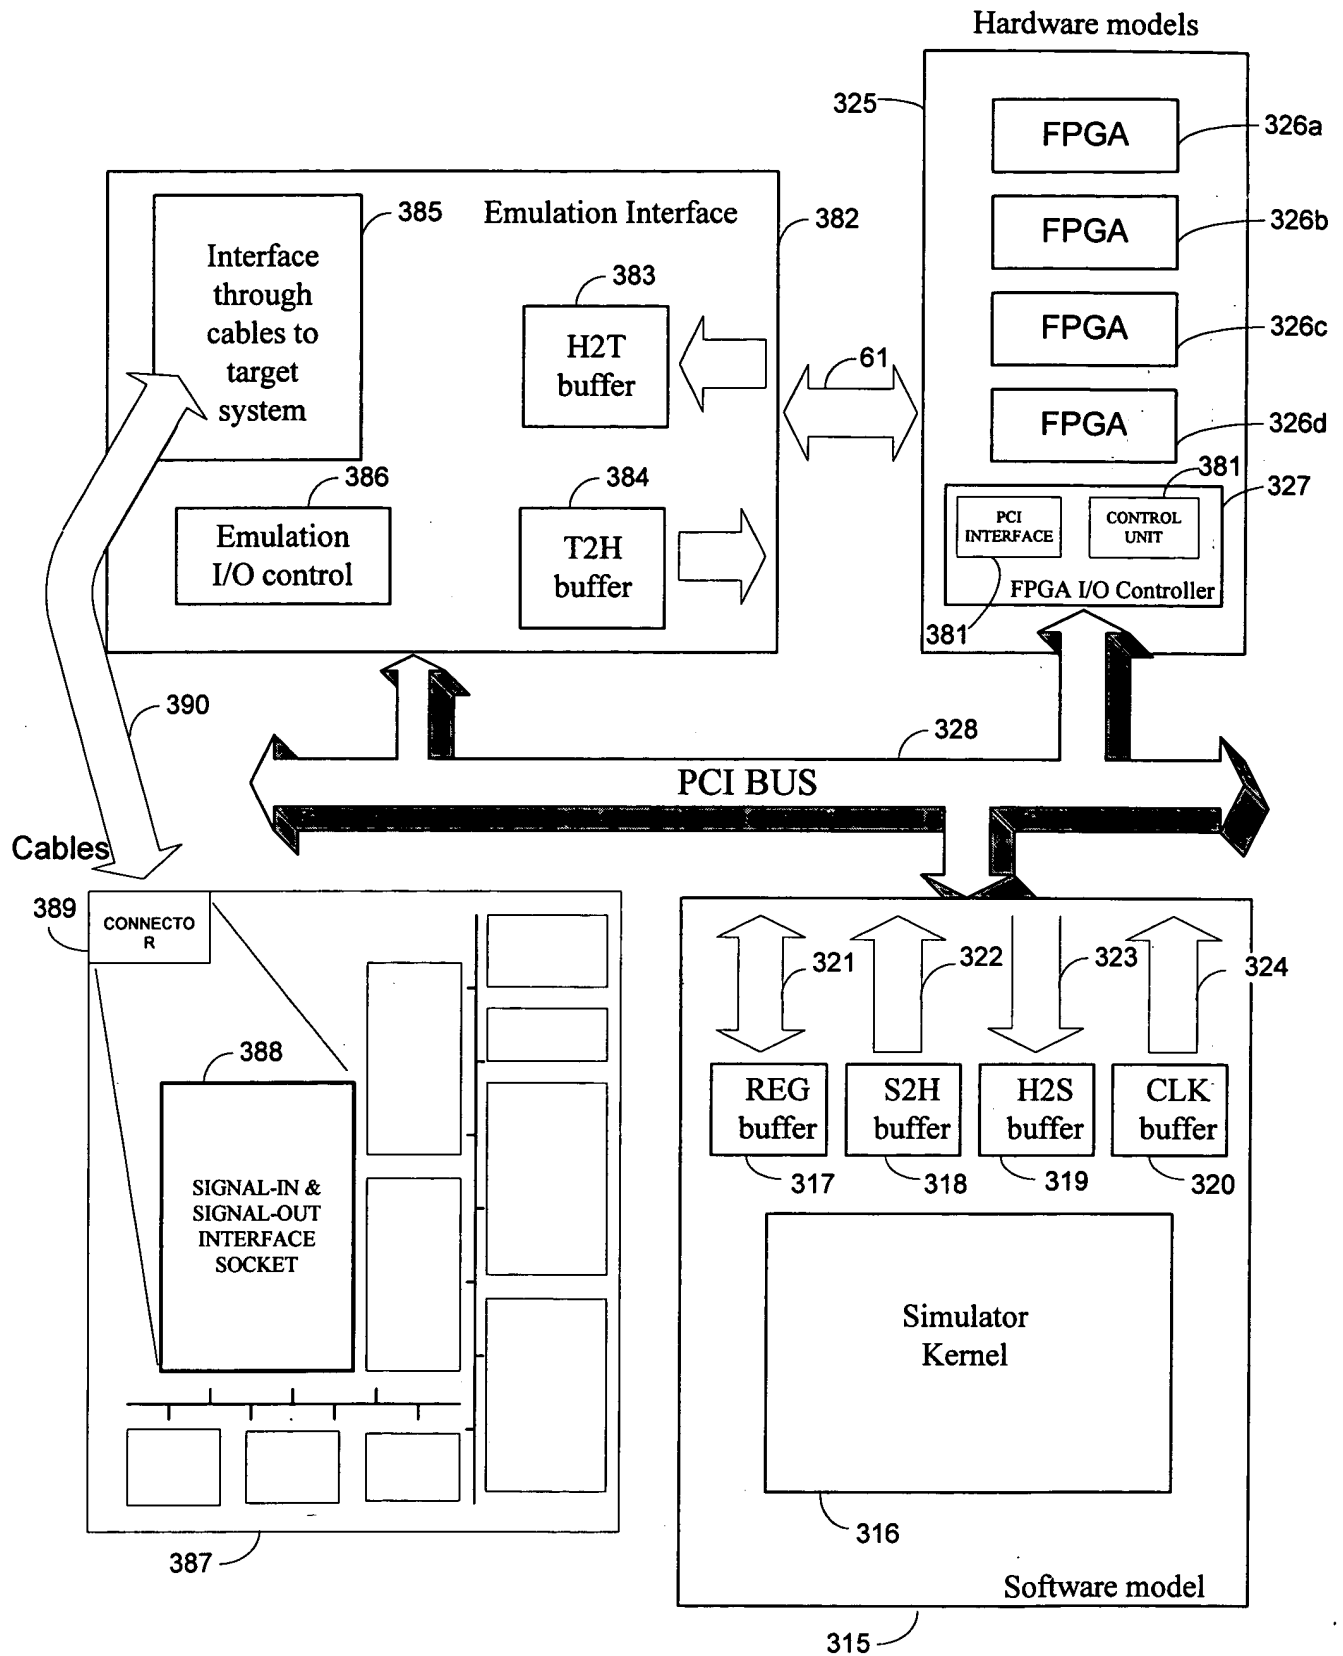 Hardware models
325
FPGA
326a
FPGA
326b
FPGA
326c
FPGA
326d
381
327
PCI
INTERFACE
CONTROL
UNIT
FPGA I/O Controller
381
385
Emulation Interface
382
Interface
through
cables to
target
system
383
H2T
buffer
61
386
Emulation
I/O control
384
T2H
buffer
390
328
PCI BUS
Cables
389
CONNECTO
R
388
SIGNAL-IN &
SIGNAL-OUT
INTERFACE
SOCKET
387
321
322
323
324
REG
buffer
S2H
buffer
H2S
buffer
CLK
buffer
317
318
319
320
Simulator
Kernel
316
Software model
315